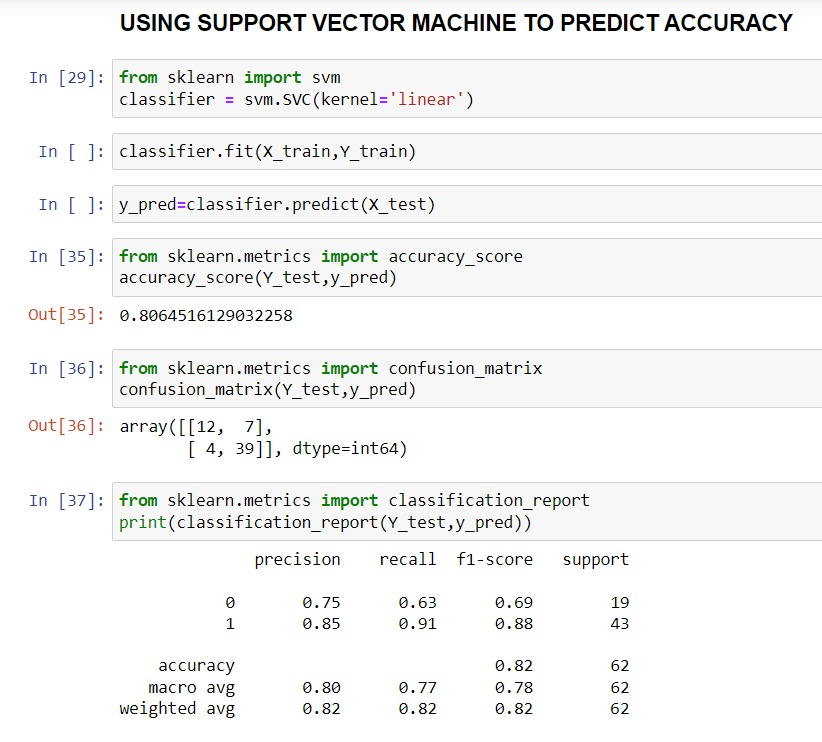 USING SUPPORT VECTOR MACHINE TO PREDICT ACCURACY
In [29]: from sklearn import svm
classifier = svm.SVC(kernel='linear')
In [ ]: classifier.fit(X_train,Y_train)
In [ ]: y_pred=classifier.predict(X_test)
In [35]: from sklearn.metrics import accuracy_score
accuracy_score(Y_test,y_pred)
Out[35]: 0.8064516129032258
In [36]: from sklearn.metrics import confusion_matrix
confusion_matrix(Y_test,y_pred)
Out[36]: array([[12,  7],
[ 4, 39]], dtype=int64)
In [37]: from sklearn.metrics import classification_report
print(classification_report(Y_test,y_pred))
precision recall f1-score support
0 0.75 0.63 0.69 19
1 0.85 0.91 0.88 43
accuracy 0.82 62
macro avg 0.80 0.77 0.78 62
weighted avg 0.82 0.82 0.82 62